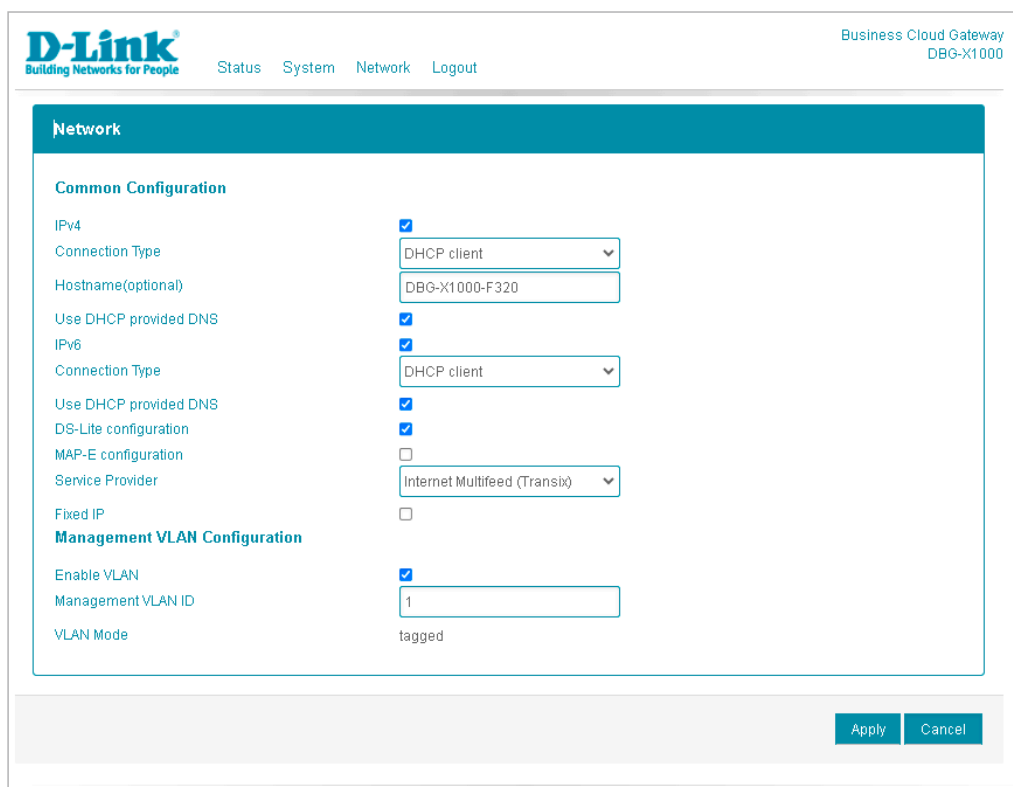 D-Link
Building Networks for People
Status System Network Logout
Business Cloud Gateway
DBG-X1000
Network
Common Configuration
IPv4
Connection Type DHCP client
Hostname(optional) DBG-X1000-F320
Use DHCP provided DNS
IPv6
Connection Type DHCP client
Use DHCP provided DNS
DS-Lite configuration
MAP-E configuration
Service Provider Internet Multifeed (Transix)
Fixed IP
Management VLAN Configuration
Enable VLAN
Management VLAN ID 1
VLAN Mode tagged
Apply Cancel